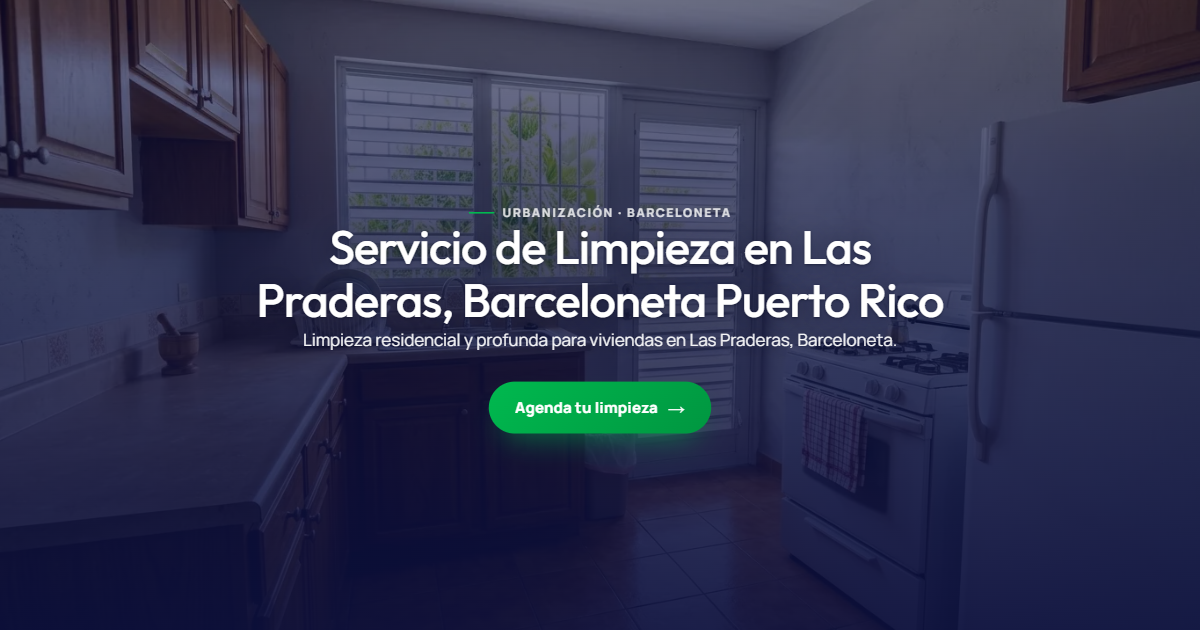 URBANIZACIÓN · BARCELONETA
Servicio de Limpieza en Las
Praderas, Barceloneta Puerto Rico
Limpieza residencial y profunda para viviendas en Las Praderas, Barceloneta.
Agenda tu limpieza →